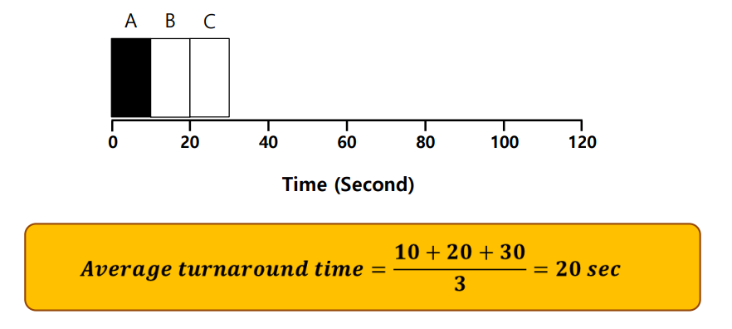 A B C
0 20 40 60 80 100 120
Time (Second)
Average turnaround time = 10 + 20 + 30 / 3 = 20 sec